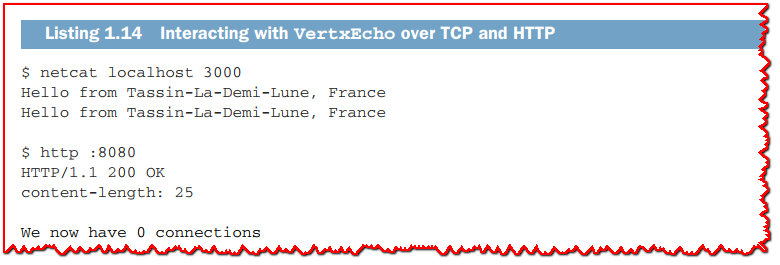 Listing 1.14 Interacting with VertxEcho over TCP and HTTP
$ netcat localhost 3000
Hello from Tassin-La-Demi-Lune, France
Hello from Tassin-La-Demi-Lune, France
$ http :8080
HTTP/1.1 200 OK
content-length: 25
We now have 0 connections